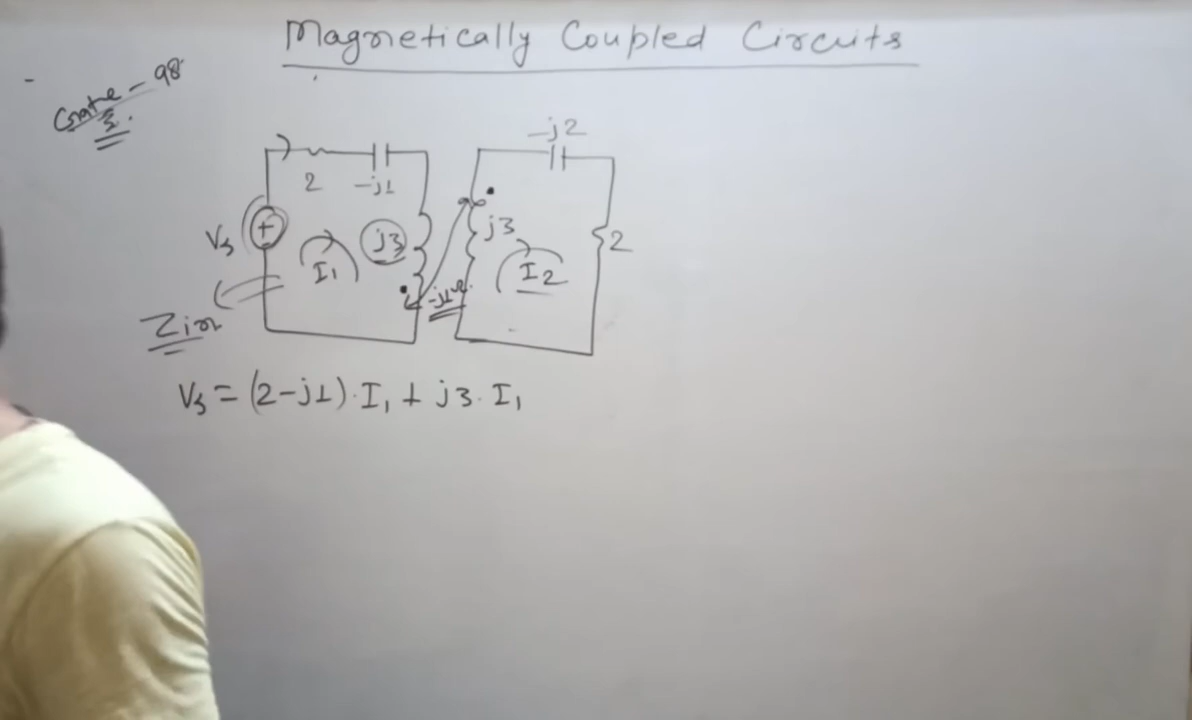 Magnetically Coupled Circuits
Gate - 98
3.
-j2
2 -j1
Vs + j3 j3 2
I1 -j1 I2
Zin
Vs = (2-j1)·I1 + j3·I1